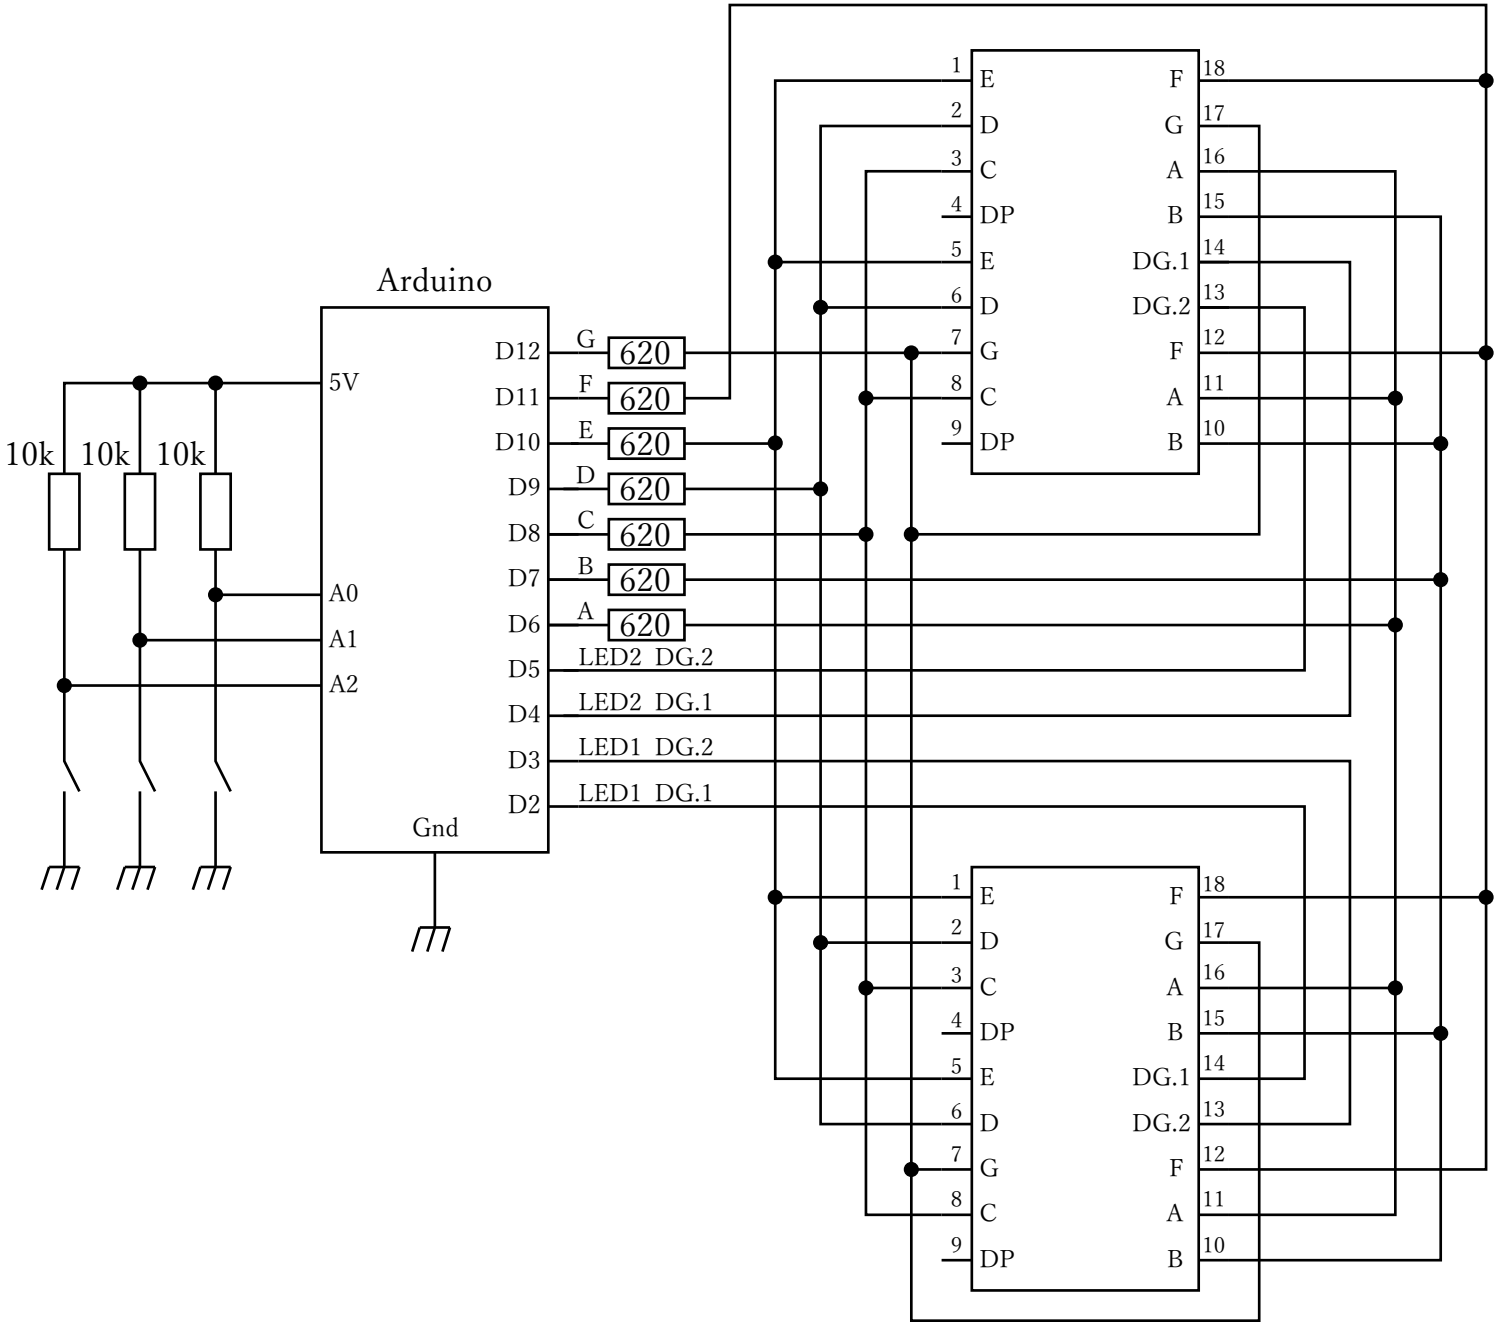 Arduino
5V
10k 10k 10k
A0
A1
A2
Gnd
D12 G 620
D11 F 620
D10 E 620
D9 D 620
D8 C 620
D7 B 620
D6 A 620
D5 LED2 DG.2
D4 LED2 DG.1
D3 LED1 DG.2
D2 LED1 DG.1
1 E F 18
2 D G 17
3 C A 16
4 DP B 15
5 E DG.1 14
6 D DG.2 13
7 G F 12
8 C A 11
9 DP B 10
1 E F 18
2 D G 17
3 C A 16
4 DP B 15
5 E DG.1 14
6 D DG.2 13
7 G F 12
8 C A 11
9 DP B 10